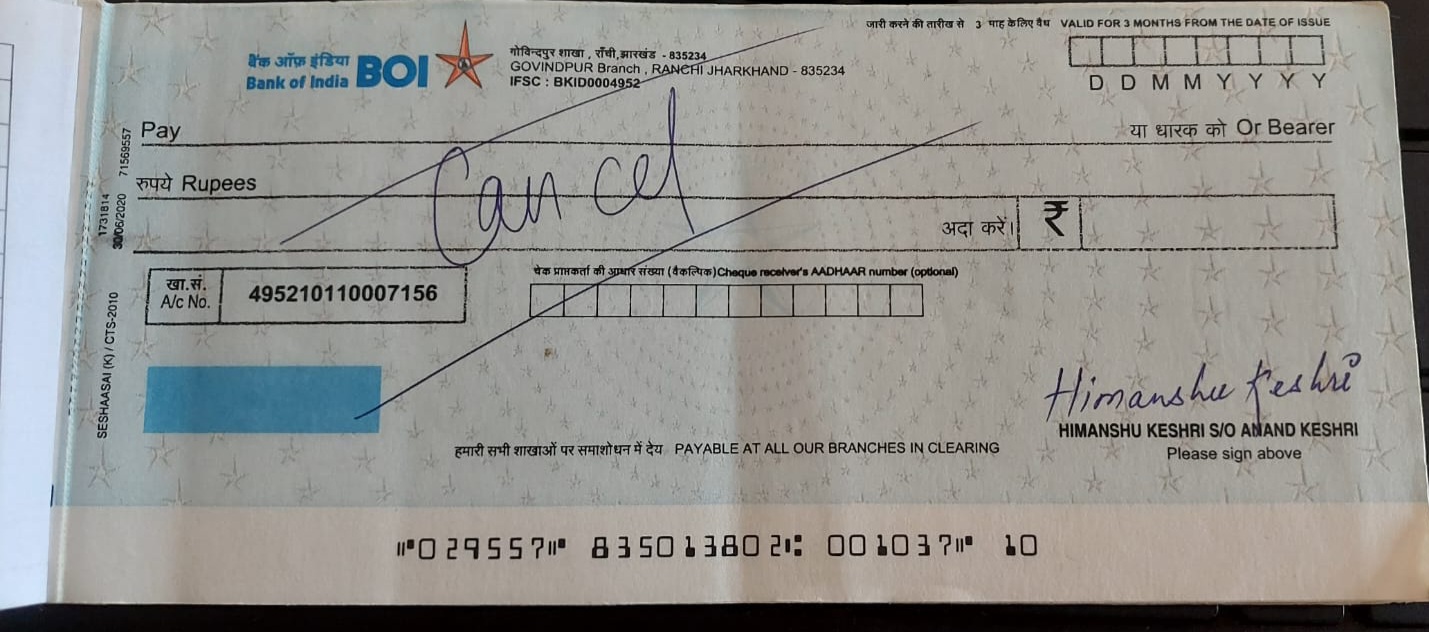 जारी करने की तारीख से 3 माह के लिए वैध VALID FOR 3 MONTHS FROM THE DATE OF ISSUE
बैंक ऑफ़ इंडिया BOI
Bank of India
गोविन्दपुर शाखा , राँची,झारखंड - 835234
GOVINDPUR Branch , RANCHI JHARKHAND - 835234
IFSC : BKID0004952
D D M M Y Y Y Y
Pay या धारक को Or Bearer
रुपये Rupees
Cancel
अदा करें। ₹
खा.सं.
A/c No. 495210110007156
चेक प्राप्तकर्ता की आधार संख्या (वैकल्पिक) Cheque receiver's AADHAAR number (optional)
71569557
1731814
30/06/2020
SESHAASAI (K) / CTS-2010
Himanshu Keshri
HIMANSHU KESHRI S/O ANAND KESHRI
Please sign above
हमारी सभी शाखाओं पर समाशोधन में देय PAYABLE AT ALL OUR BRANCHES IN CLEARING
⑈029557⑈ 835013802⑆ 001037⑈ 10